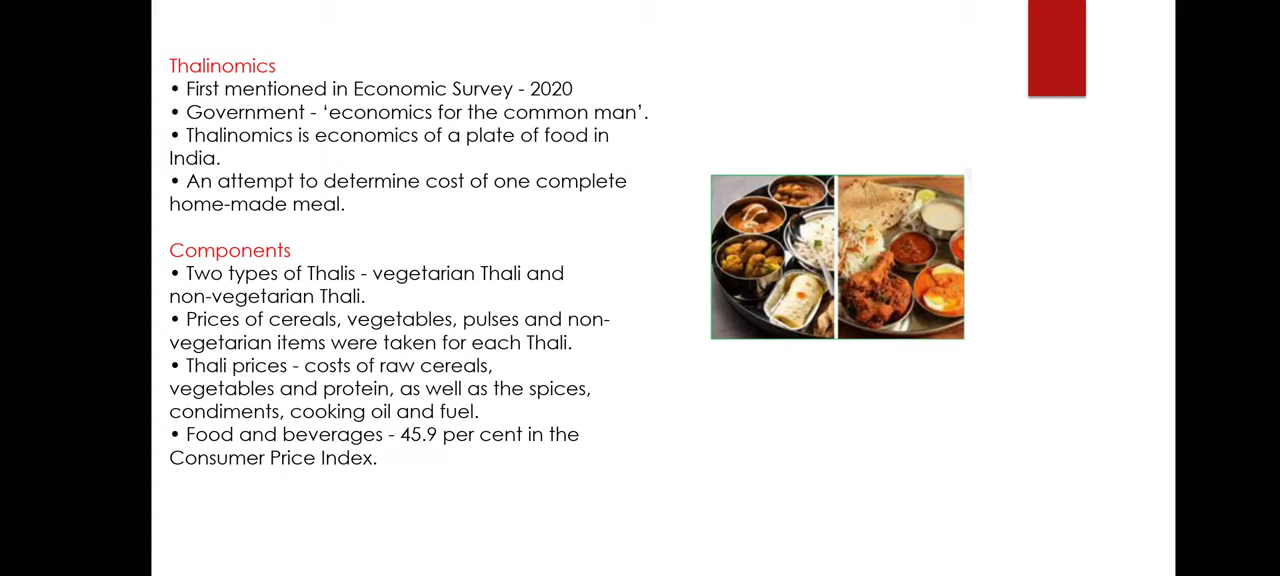 Thalinomics
• First mentioned in Economic Survey - 2020
• Government - ‘economics for the common man’.
• Thalinomics is economics of a plate of food in
India.
• An attempt to determine cost of one complete
home-made meal.
Components
• Two types of Thalis - vegetarian Thali and
non-vegetarian Thali.
• Prices of cereals, vegetables, pulses and non-
vegetarian items were taken for each Thali.
• Thali prices - costs of raw cereals,
vegetables and protein, as well as the spices,
condiments, cooking oil and fuel.
• Food and beverages - 45.9 per cent in the
Consumer Price Index.